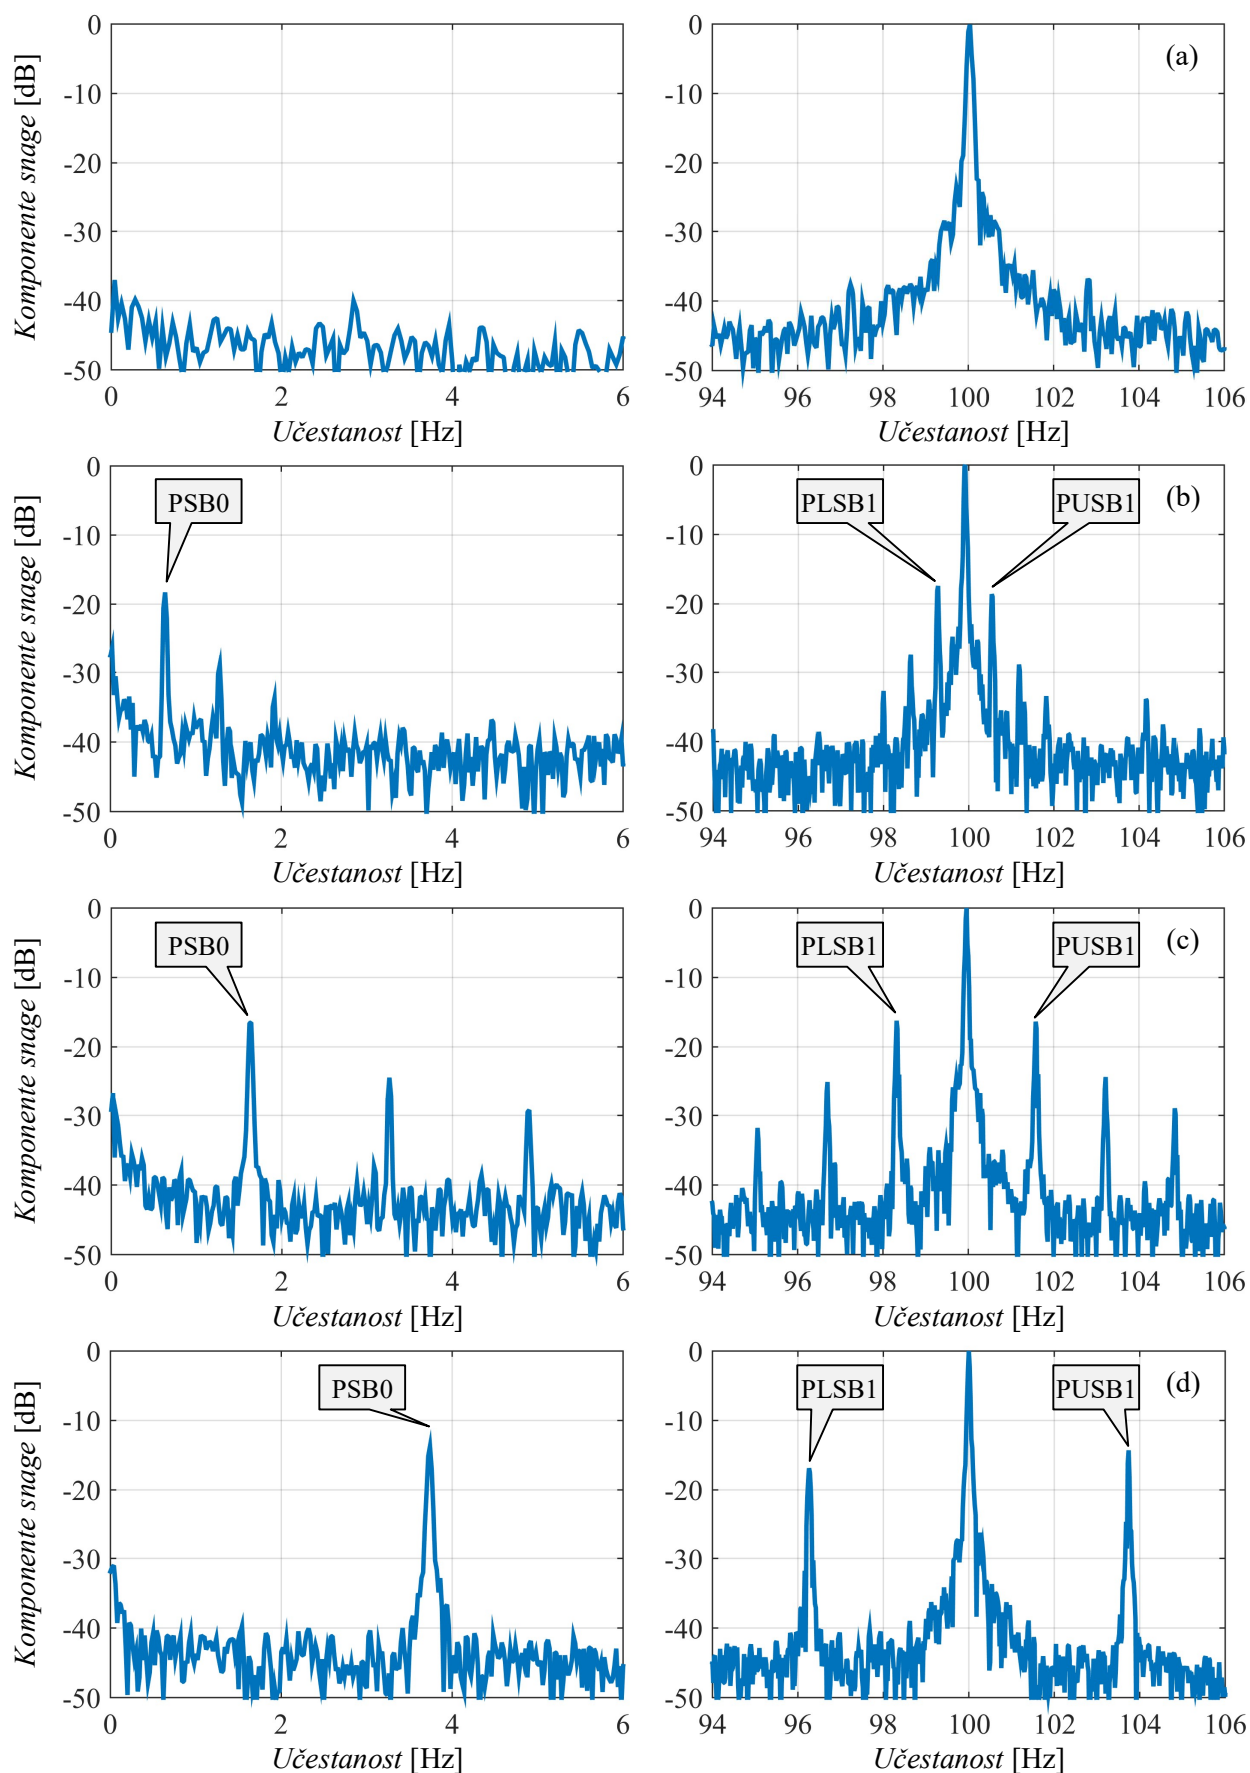 0
-10
-20
-30
-40
-50
Komponente snage [dB]
0 2 4 6
Učestanost [Hz]
(a)
0
-10
-20
-30
-40
-50
94 96 98 100 102 104 106
Učestanost [Hz]
PSB0
0
-10
-20
-30
-40
-50
Komponente snage [dB]
0 2 4 6
Učestanost [Hz]
PLSB1 PUSB1 (b)
0
-10
-20
-30
-40
-50
94 96 98 100 102 104 106
Učestanost [Hz]
PSB0
0
-10
-20
-30
-40
-50
Komponente snage [dB]
0 2 4 6
Učestanost [Hz]
PLSB1 PUSB1 (c)
0
-10
-20
-30
-40
-50
94 96 98 100 102 104 106
Učestanost [Hz]
PSB0
0
-10
-20
-30
-40
-50
Komponente snage [dB]
0 2 4 6
Učestanost [Hz]
PLSB1 PUSB1 (d)
0
-10
-20
-30
-40
-50
94 96 98 100 102 104 106
Učestanost [Hz]